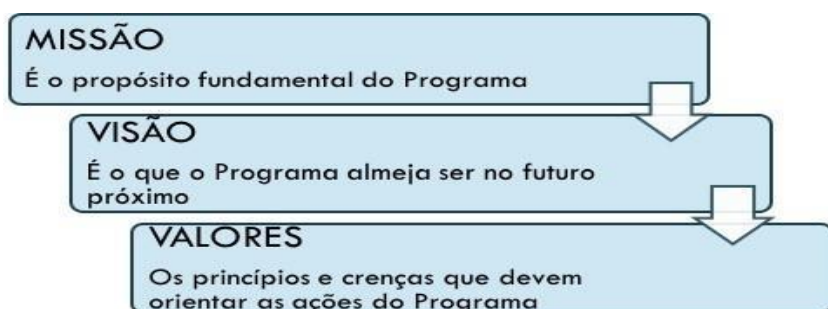 MISSÃO
É o propósito fundamental do Programa
VISÃO
É o que o Programa almeja ser no futuro
próximo
VALORES
Os princípios e crenças que devem
orientar as ações do Programa